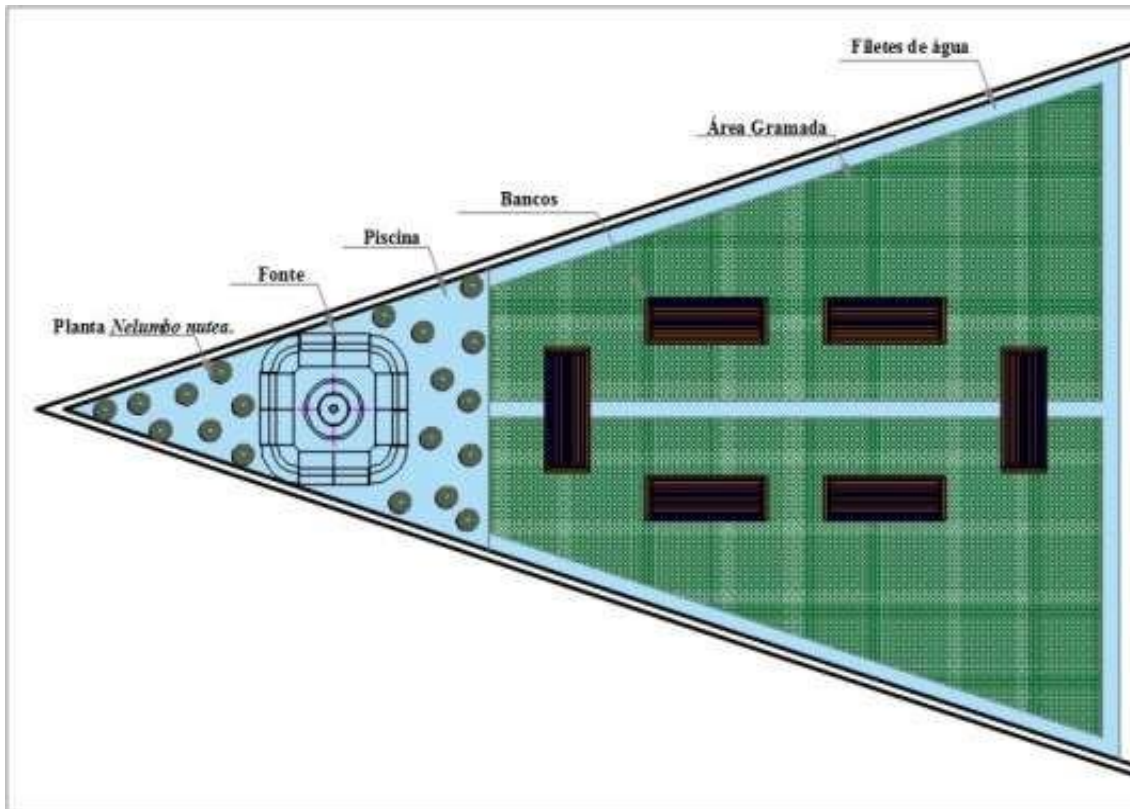 Filetes de água
Área Gramada
Bancos
Piscina
Fonte
Planta Nelumbo nutea.